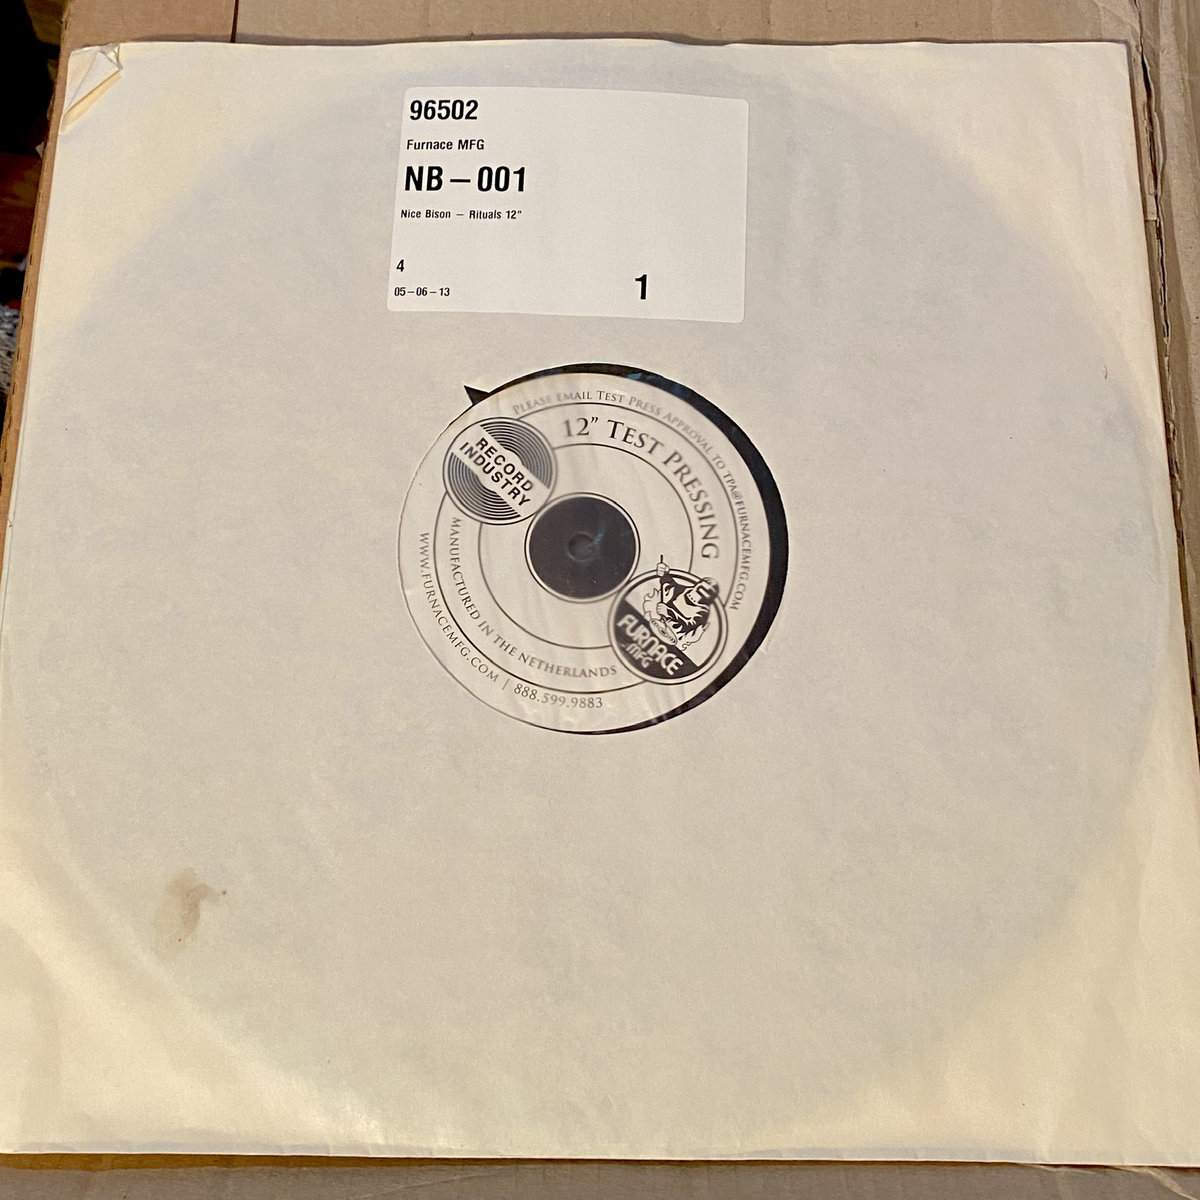 96502
Furnace MFG
NB – 001
Nice Bison – Rituals 12"
4
05–06–13
1
PLEASE EMAIL TEST PRESS APPROVAL TO TPA@FURNACEMFG.COM
12” TEST PRESSING
RECORD
INDUSTRY
FURNACE
MFG
MANUFACTURED IN THE NETHERLANDS
WWW.FURNACEMFG.COM | 888.599.9883